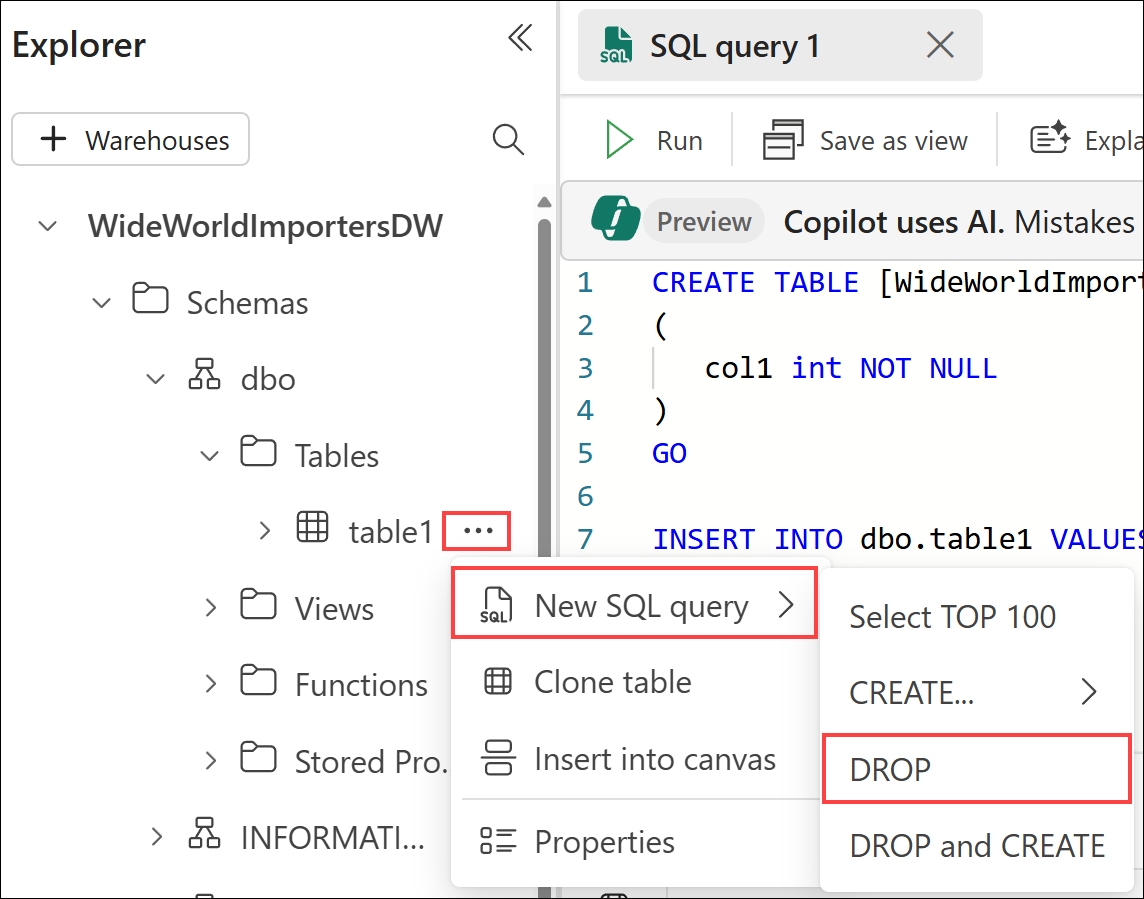 Explorer
Warehouses
WideWorldImportersDW
Schemas
dbo
Tables
table1
Views
Functions
Stored Pro.
INFORMATI...
SQL
SQL query 1
Run
Save as view
Expla
Preview
Copilot uses AI. Mistakes
1 CREATE TABLE [WideWorldImport
2 (
3 col1 int NOT NULL
4 )
5 GO
6
7 INSERT INTO dbo.table1 VALUES
SQL
New SQL query
Clone table
Insert into canvas
Properties
Select TOP 100
CREATE...
DROP
DROP and CREATE